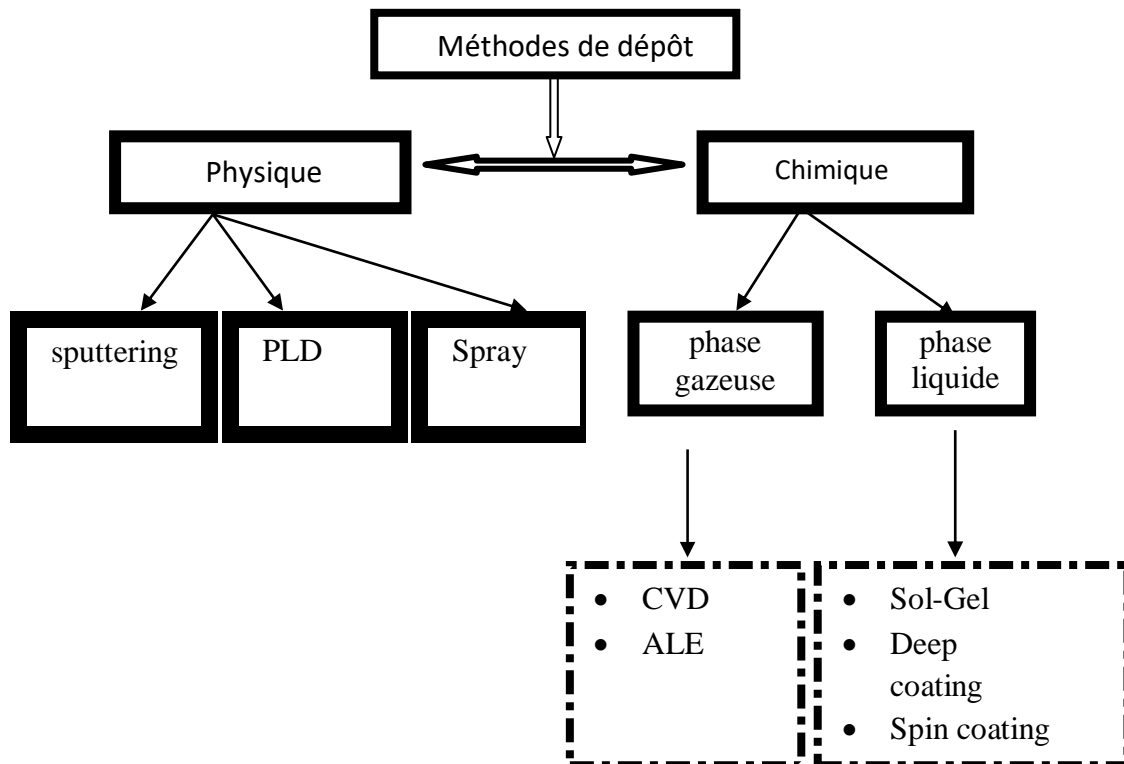 Méthodes de dépôt
Physique
Chimique
sputtering
PLD
Spray
phase
gazeuse
phase
liquide
• CVD
• ALE
• Sol-Gel
• Deep
coating
• Spin coating